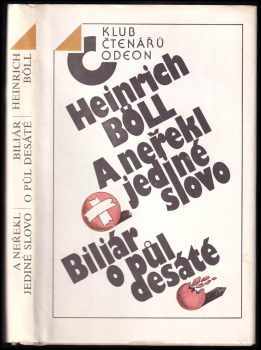 A NEŘEKL BILIÁR HEINRICH
JEDINÉ SLOVO O PŮL DESÁTÉ BÖLL
KLUB
ČTENÁŘŮ
ODEON
Heinrich
BÖLL
A neřekl
jediné
slovo
Biliár
o půl
desáté